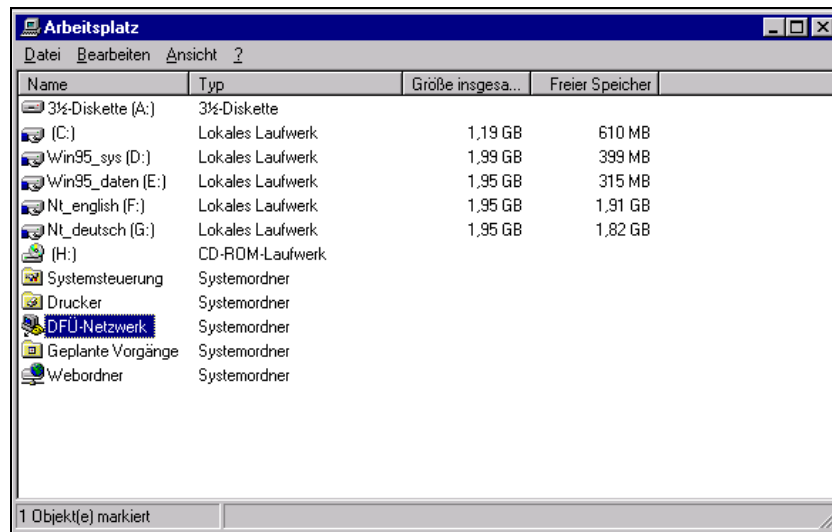 Arbeitsplatz
Datei Bearbeiten Ansicht ?
Name Typ Größe insgesa... Freier Speicher
3½-Diskette (A:) 3½-Diskette
(C:) Lokales Laufwerk 1,19 GB 610 MB
Win95_sys (D:) Lokales Laufwerk 1,99 GB 399 MB
Win95_daten (E:) Lokales Laufwerk 1,95 GB 315 MB
Nt_english (F:) Lokales Laufwerk 1,95 GB 1,91 GB
Nt_deutsch (G:) Lokales Laufwerk 1,95 GB 1,82 GB
(H:) CD-ROM-Laufwerk
Systemsteuerung Systemordner
Drucker Systemordner
DFÜ-Netzwerk Systemordner
Geplante Vorgänge Systemordner
Webordner Systemordner
1 Objekt(e) markiert